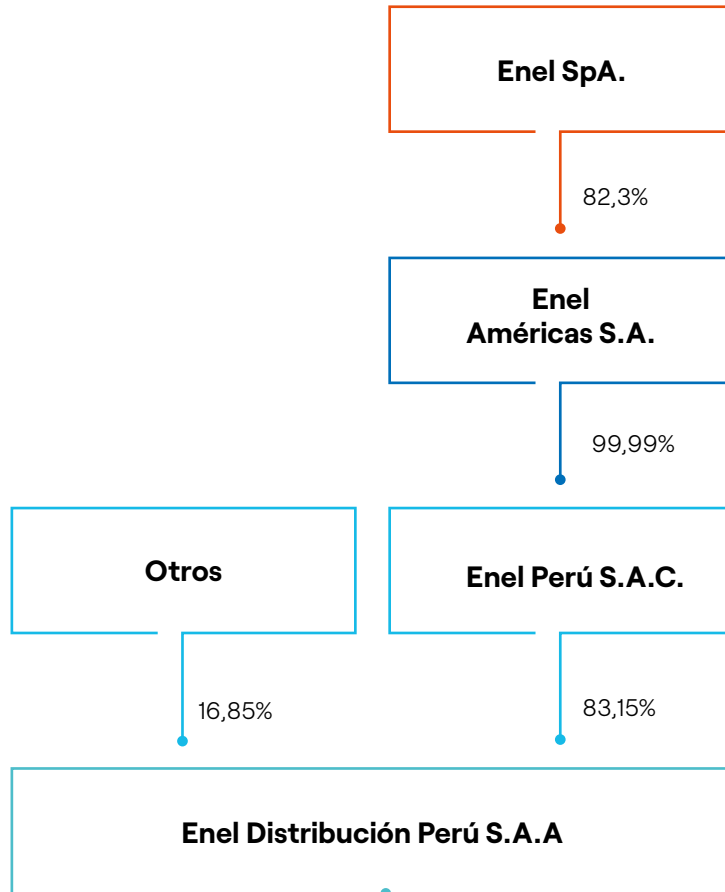 Enel SpA.
82,3%
Enel
Américas S.A.
99,99%
Otros
Enel Perú S.A.C.
16,85%
83,15%
Enel Distribución Perú S.A.A